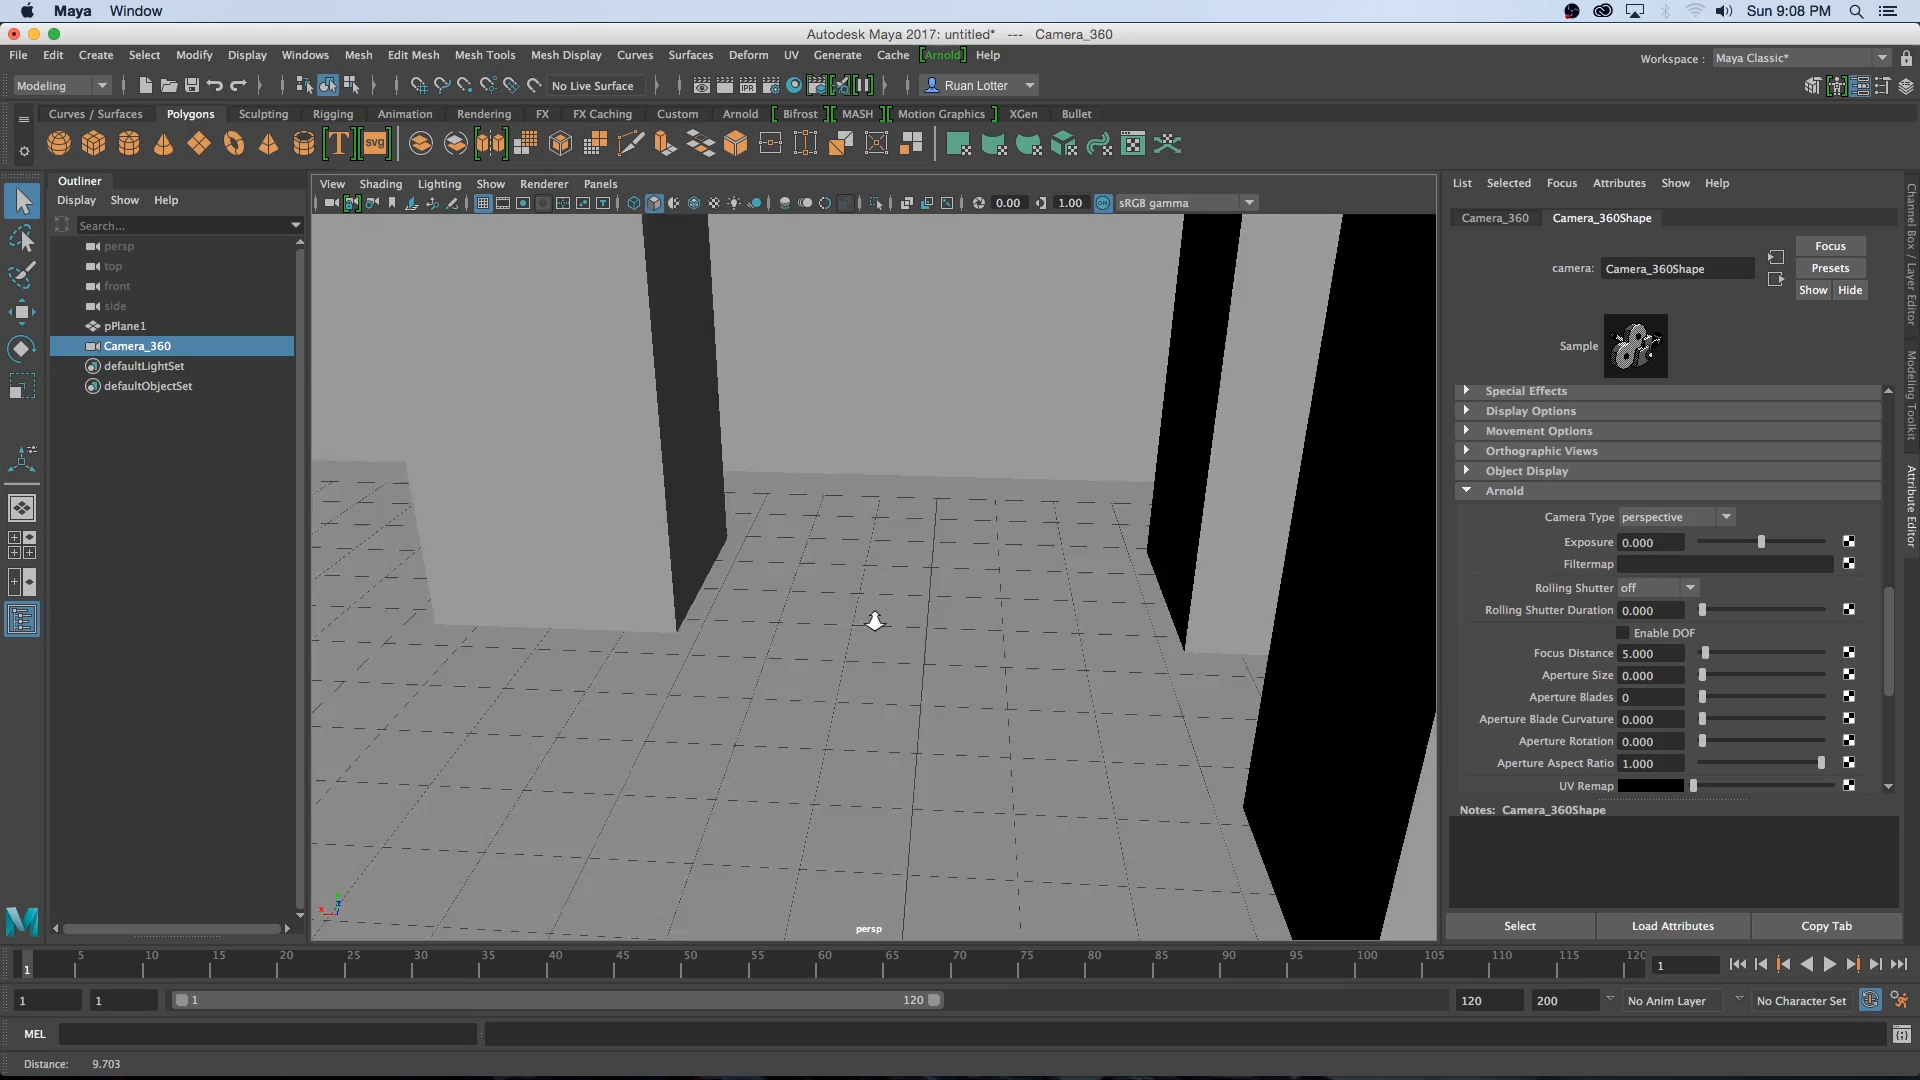 Maya Window Sun 9:08 PM
Autodesk Maya 2017: untitled* --- Camera_360
File Edit Create Select Modify Display Windows Mesh Edit Mesh Mesh Tools Mesh Display Curves Surfaces Deform UV Generate Cache [Arnold] Help Workspace : Maya Classic*
Modeling No Live Surface IPR Ruan Lotter
Curves / Surfaces Polygons Sculpting Rigging Animation Rendering FX FX Caching Custom Arnold [ Bifrost ] [ MASH ] [ Motion Graphics ] XGen Bullet
T svg
Outliner
Display Show Help
Search...
persp
top
front
side
pPlane1
Camera_360
defaultLightSet
defaultObjectSet
View Shading Lighting Show Renderer Panels
0.00 1.00 ON sRGB gamma
x
persp
List Selected Focus Attributes Show Help
Camera_360 Camera_360Shape
camera: Camera_360Shape
Focus
Presets
Show Hide
Sample
Special Effects
Display Options
Movement Options
Orthographic Views
Object Display
Arnold
Camera Type perspective
Exposure 0.000
Filtermap
Rolling Shutter off
Rolling Shutter Duration 0.000
Enable DOF
Focus Distance 5.000
Aperture Size 0.000
Aperture Blades 0
Aperture Blade Curvature 0.000
Aperture Rotation 0.000
Aperture Aspect Ratio 1.000
UV Remap
Notes: Camera_360Shape
Select Load Attributes Copy Tab
Channel Box / Layer Editor
Modeling Toolkit
Attribute Editor
1 5 10 15 20 25 30 35 40 45 50 55 60 65 70 75 80 85 90 95 100 105 110 115 120 1
1 1 1 120 120 200 No Anim Layer No Character Set
MEL
Distance: 9.703